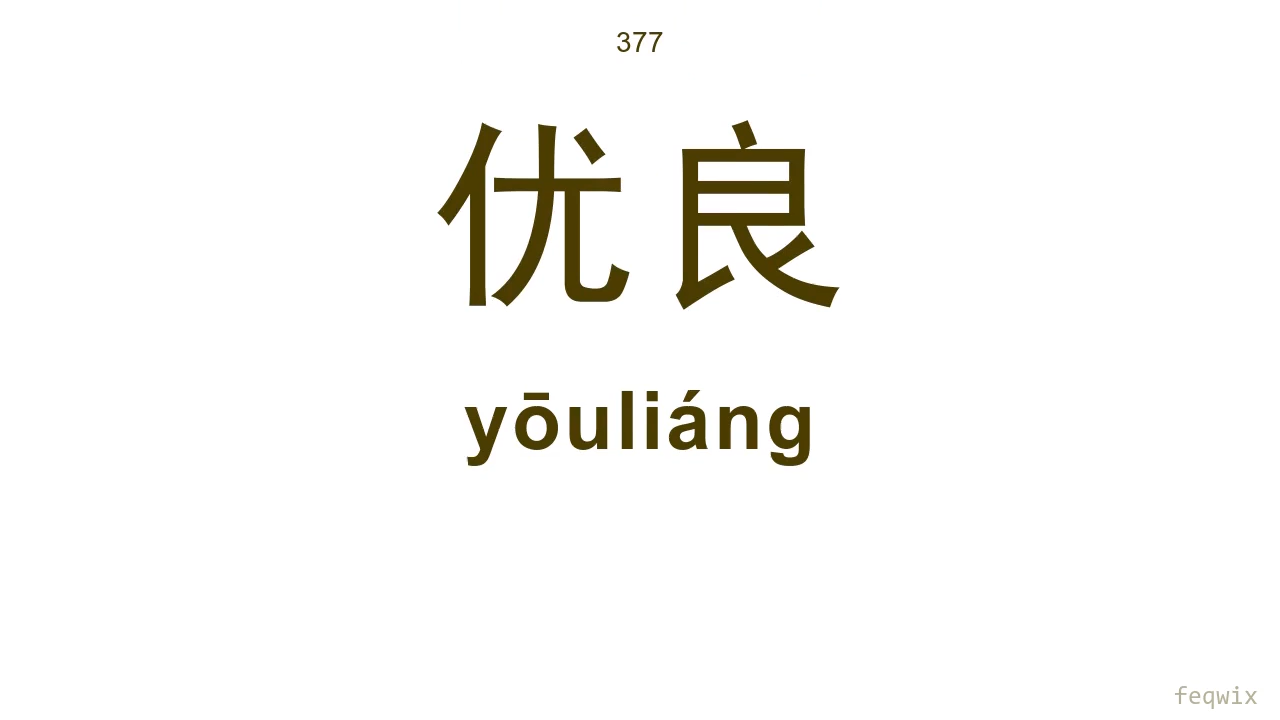 377
优良
yōuliáng
feqwix